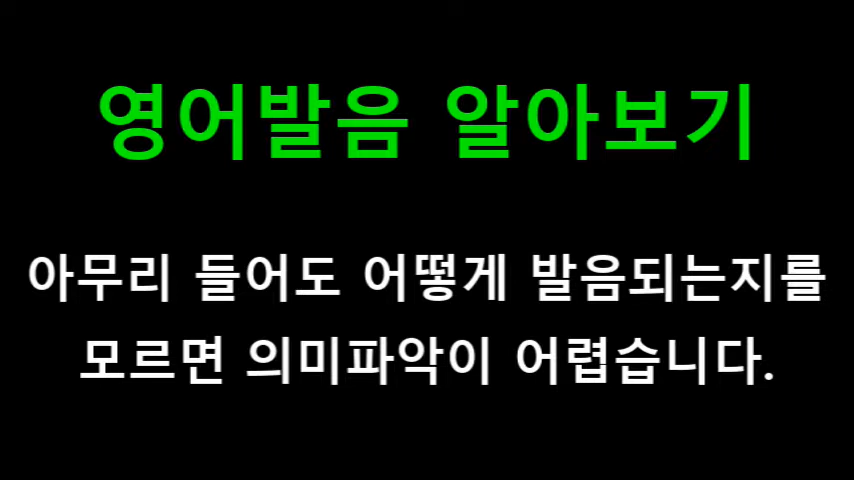 영어발음 알아보기
아무리 들어도 어떻게 발음되는지를
모르면 의미파악이 어렵습니다.